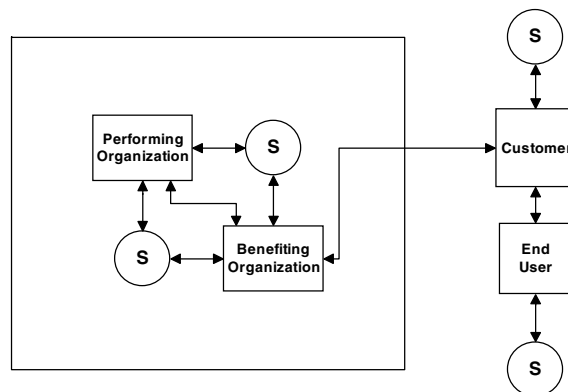 S
Performing
Organization
S
Customer
S
Benefiting
Organization
End
User
S